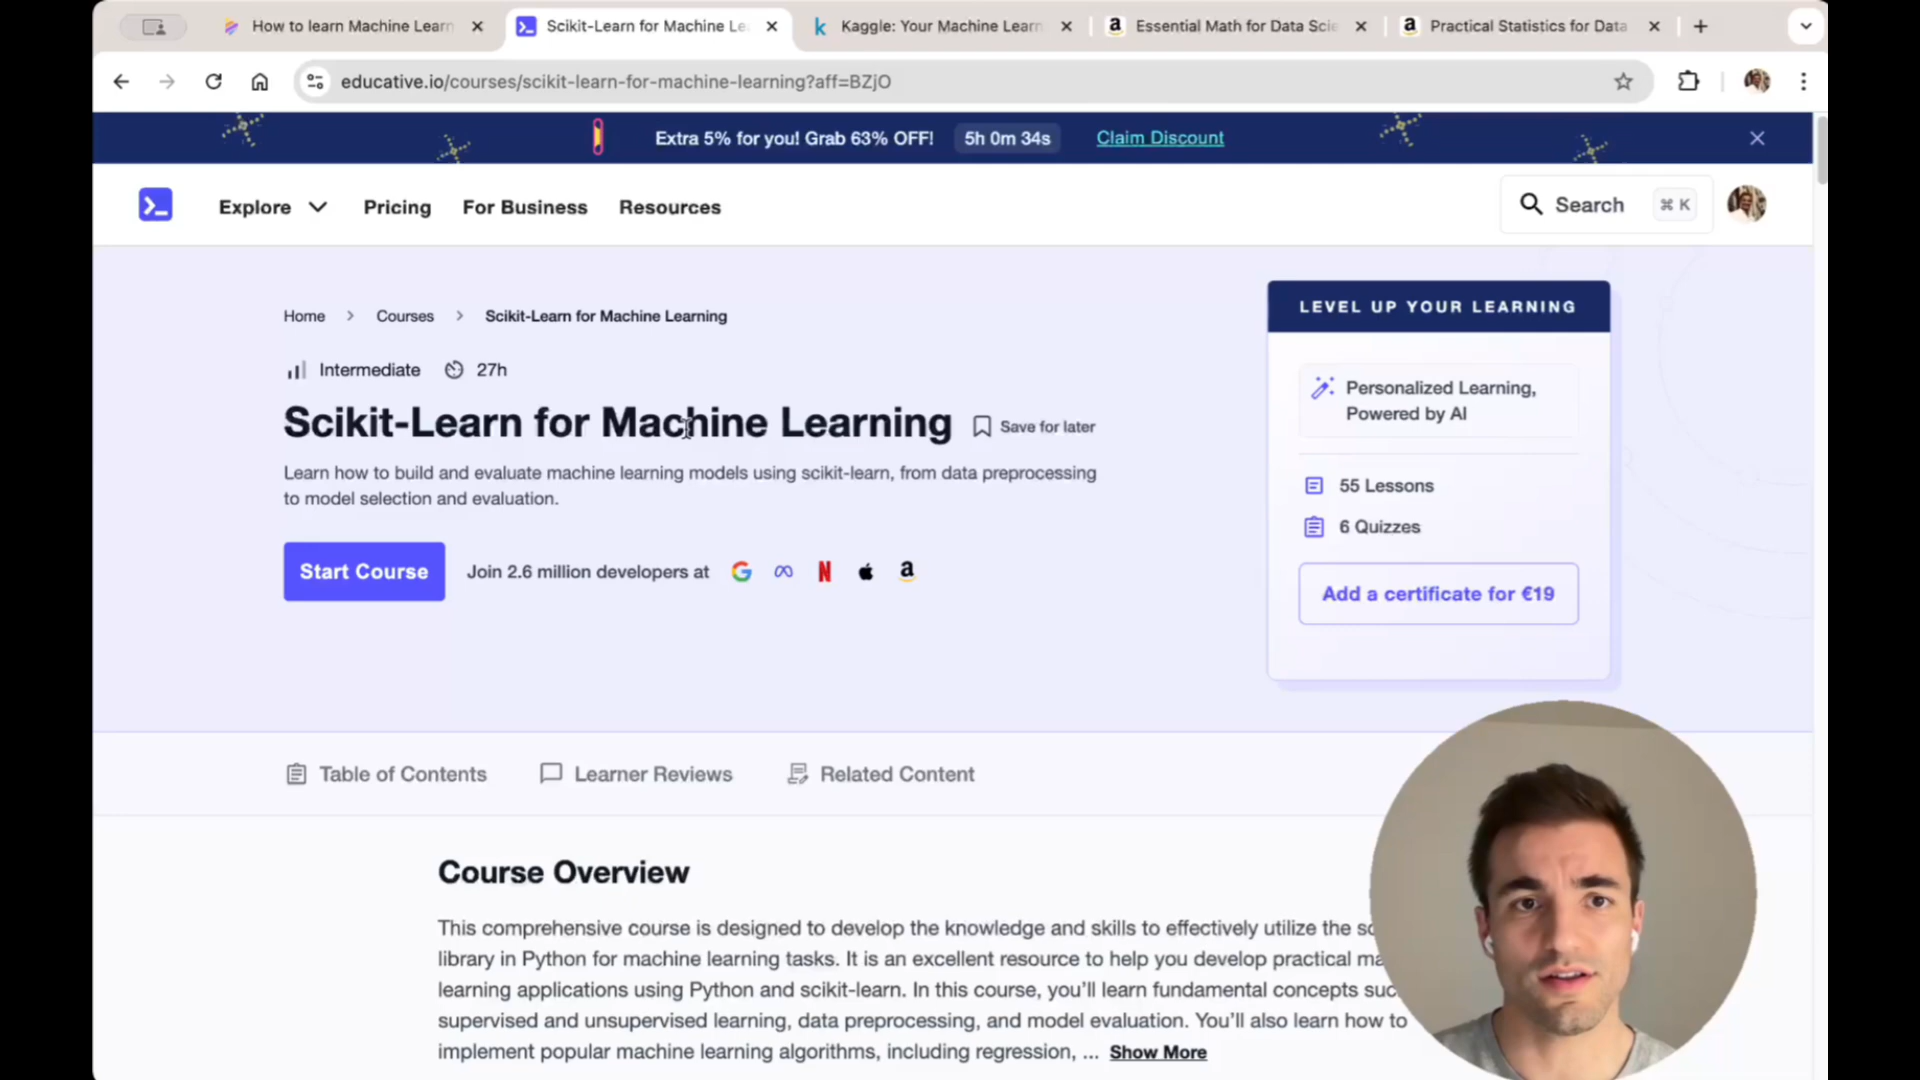 How to learn Machine Learn
Scikit-Learn for Machine Le
Kaggle: Your Machine Learn
Essential Math for Data Scie
Practical Statistics for Data
educative.io/courses/scikit-learn-for-machine-learning?aff=BZjO
Extra 5% for you! Grab 63% OFF! 5h 0m 34s Claim Discount
Explore Pricing For Business Resources Search ⌘ K
Home > Courses > Scikit-Learn for Machine Learning
Intermediate 27h
Scikit-Learn for Machine Learning Save for later
Learn how to build and evaluate machine learning models using scikit-learn, from data preprocessing
to model selection and evaluation.
Start Course Join 2.6 million developers at
LEVEL UP YOUR LEARNING
Personalized Learning,
Powered by AI
55 Lessons
6 Quizzes
Add a certificate for €19
Table of Contents Learner Reviews Related Content
Course Overview
This comprehensive course is designed to develop the knowledge and skills to effectively utilize the sc
library in Python for machine learning tasks. It is an excellent resource to help you develop practical ma
learning applications using Python and scikit-learn. In this course, you'll learn fundamental concepts suc
supervised and unsupervised learning, data preprocessing, and model evaluation. You'll also learn how to
implement popular machine learning algorithms, including regression, ... Show More